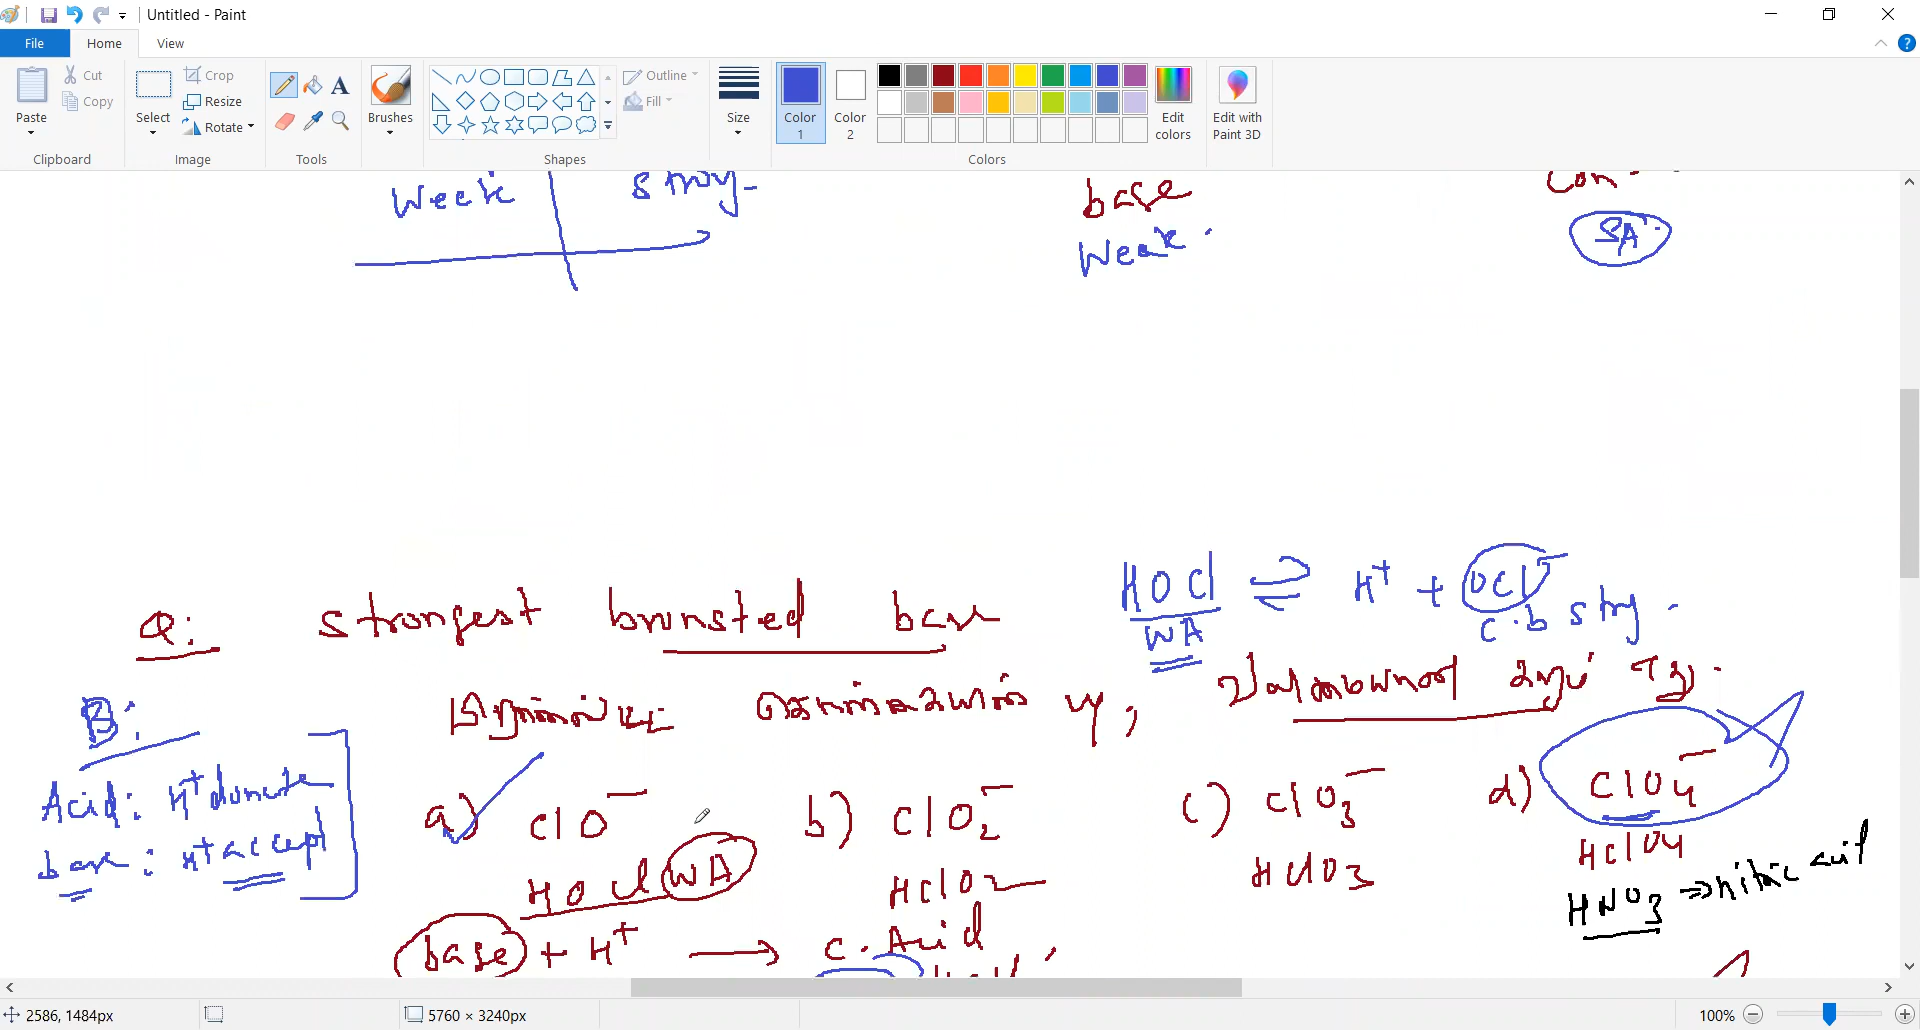 Untitled - Paint
File
Home
View
Paste
Cut
Copy
Clipboard
Select
Crop
Resize
Rotate
Image
Tools
Brushes
Shapes
Outline
Fill
Size
Color 1
Color 2
Colors
Edit colors
Edit with Paint 3D
Weak
base
Weak.
Con.
SA
HOCl ⇌ H+ + OCl-
WA
c.b
Q: strongest bronsted base
B:
Acid: H+ donate
base: H+ accept
a) ClO-
b) ClO2-
c) ClO3-
d) ClO4-
HOCl WA
HClO2
HClO3
HClO4
HNO3 ⇒ nitric acid
base + H+ → c. Acid
2586, 1484px
5760 × 3240px
100%